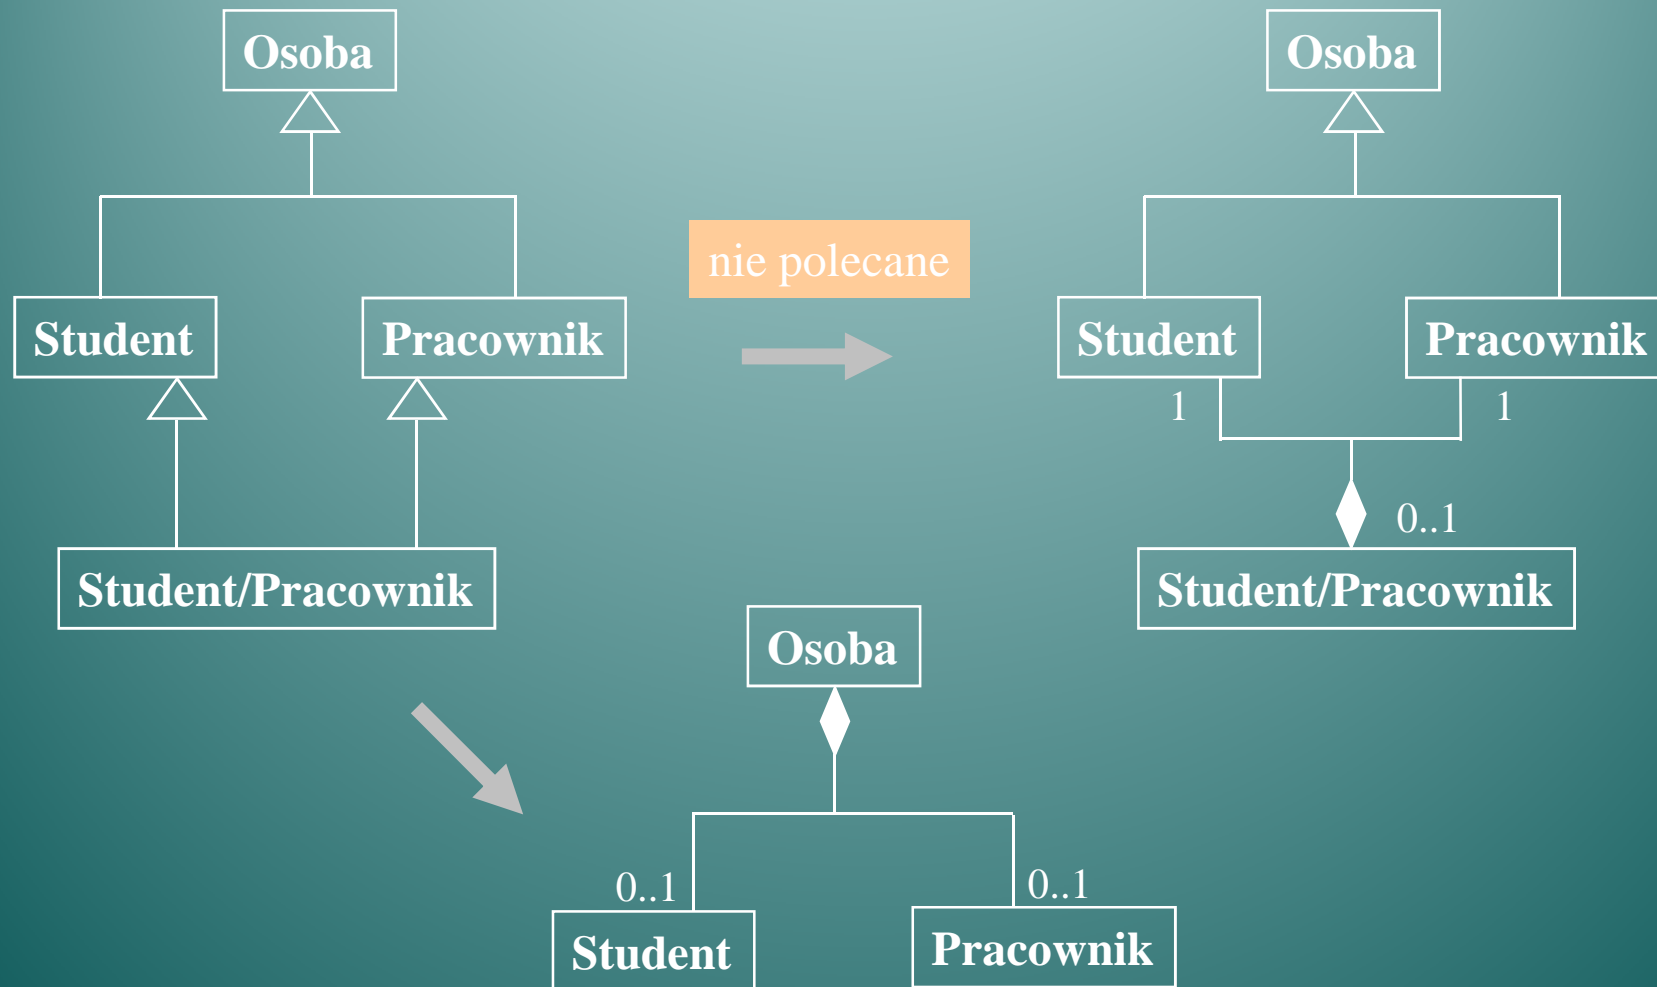 Osoba
Osoba
nie polecane
Student
Pracownik
Student
Pracownik
1
1
0..1
Student/Pracownik
Student/Pracownik
Osoba
0..1
0..1
Student
Pracownik